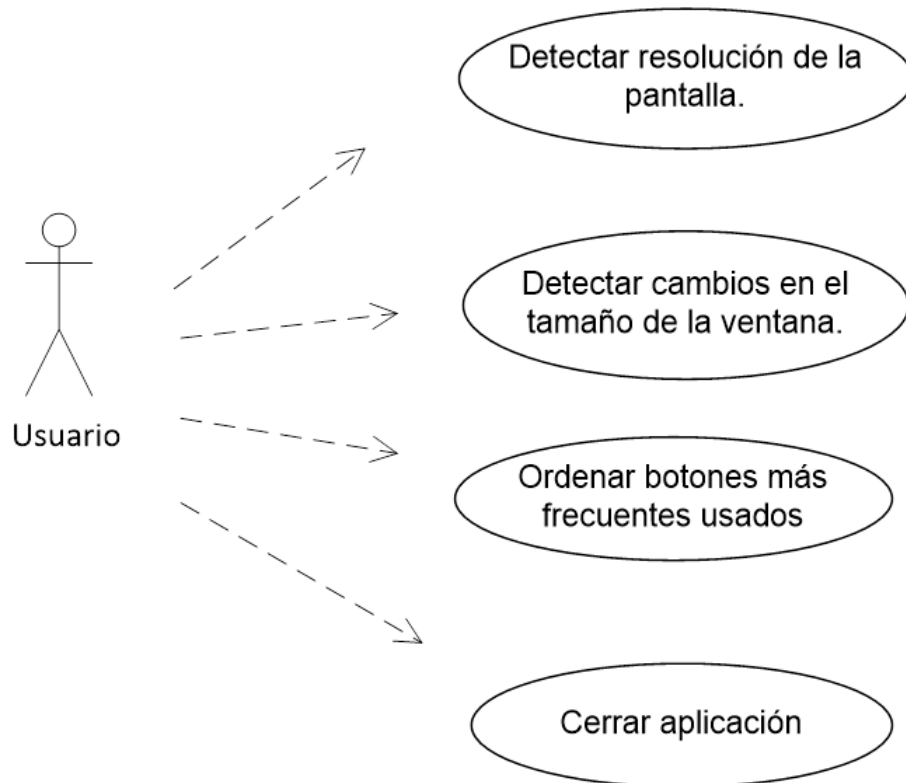 Detectar resolución de la
pantalla.
Detectar cambios en el
tamaño de la ventana.
Usuario
Ordenar botones más
frecuentes usados
Cerrar aplicación